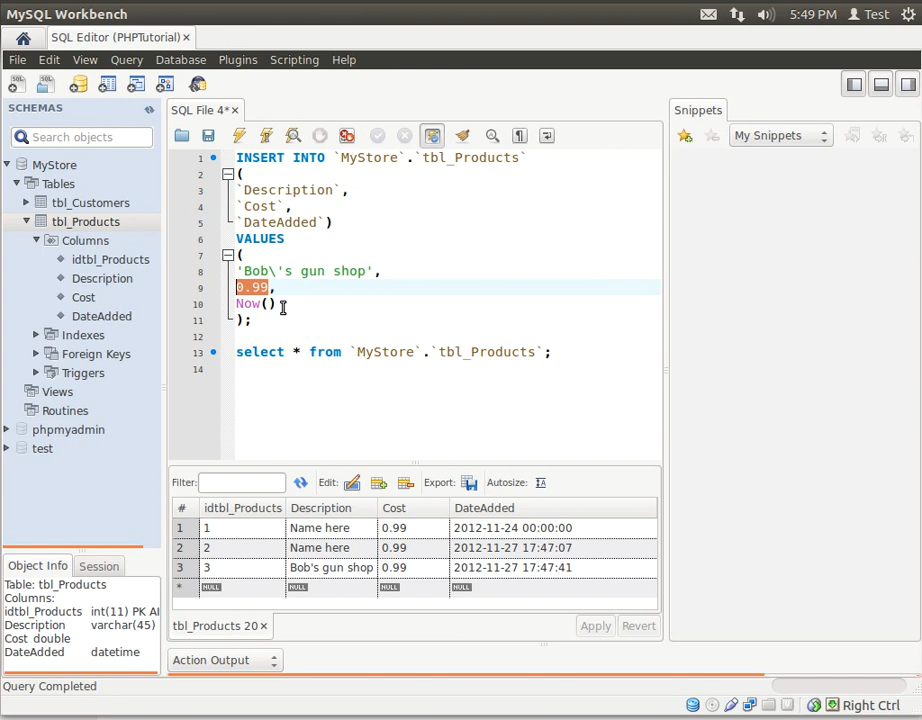 MySQL Workbench
5:49 PM Test
SQL Editor (PHPTutorial) ×
File Edit View Query Database Plugins Scripting Help
SCHEMAS
Search objects
MyStore
Tables
tbl_Customers
tbl_Products
Columns
idtbl_Products
Description
Cost
DateAdded
Indexes
Foreign Keys
Triggers
Views
Routines
phpmyadmin
test
Object Info Session
Table: tbl_Products
Columns:
idtbl_Products int(11) PK AI
Description varchar(45)
Cost double
DateAdded datetime
SQL File 4* ×
1 INSERT INTO `MyStore`.`tbl_Products`
2 (
3 `Description`,
4 `Cost`,
5 `DateAdded`)
6 VALUES
7 (
8 'Bob\'s gun shop',
9 0.99,
10 Now()
11 );
12
13 select * from `MyStore`.`tbl_Products`;
14
Filter: Edit: Export: Autosize:
# idtbl_Products Description Cost DateAdded
1 1 Name here 0.99 2012-11-24 00:00:00
2 2 Name here 0.99 2012-11-27 17:47:07
3 3 Bob's gun shop 0.99 2012-11-27 17:47:41
* NULL NULL NULL NULL
tbl_Products 20 × Apply Revert
Action Output
Snippets
My Snippets
Query Completed
Right Ctrl